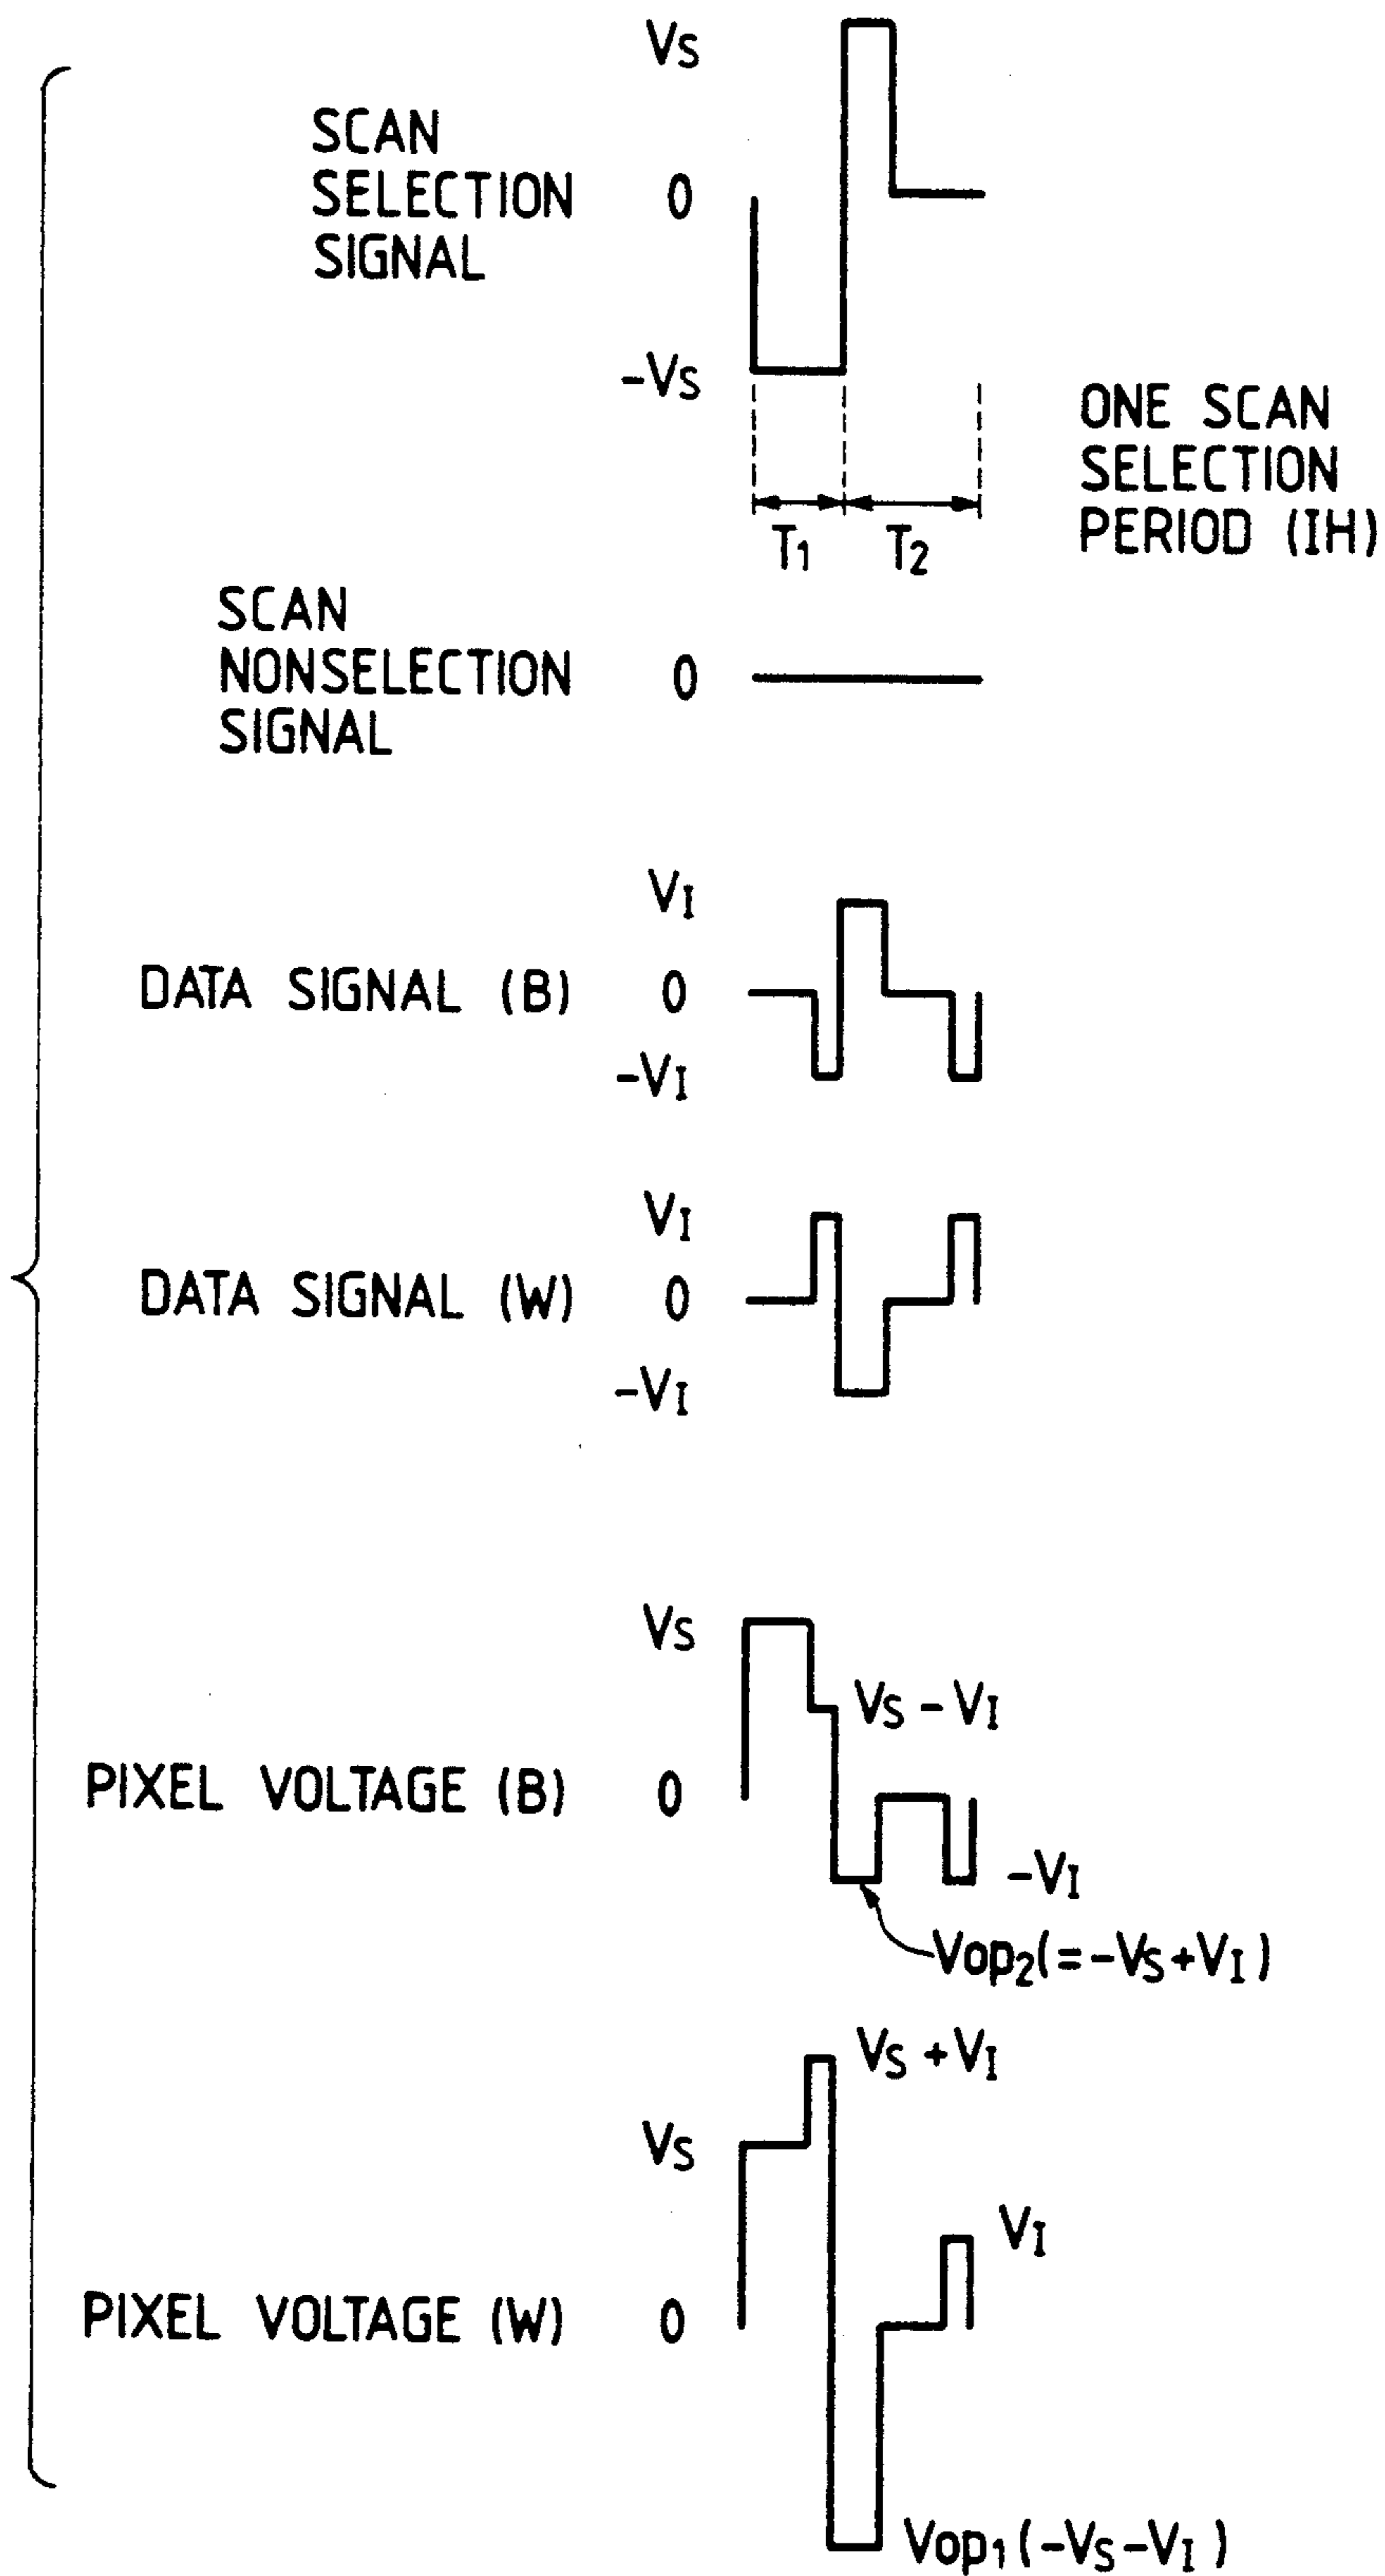 VS
SCAN
SELECTION
SIGNAL
0
-VS
ONE SCAN
SELECTION
PERIOD (IH)
T1
T2
SCAN
NONSELECTION
SIGNAL
0
VI
DATA SIGNAL (B)
0
-VI
VI
DATA SIGNAL (W)
0
-VI
VS
VS - VI
PIXEL VOLTAGE (B)
0
-VI
Vop2(=-VS+VI)
VS + VI
VS
VI
PIXEL VOLTAGE (W)
0
Vop1(-VS-VI)